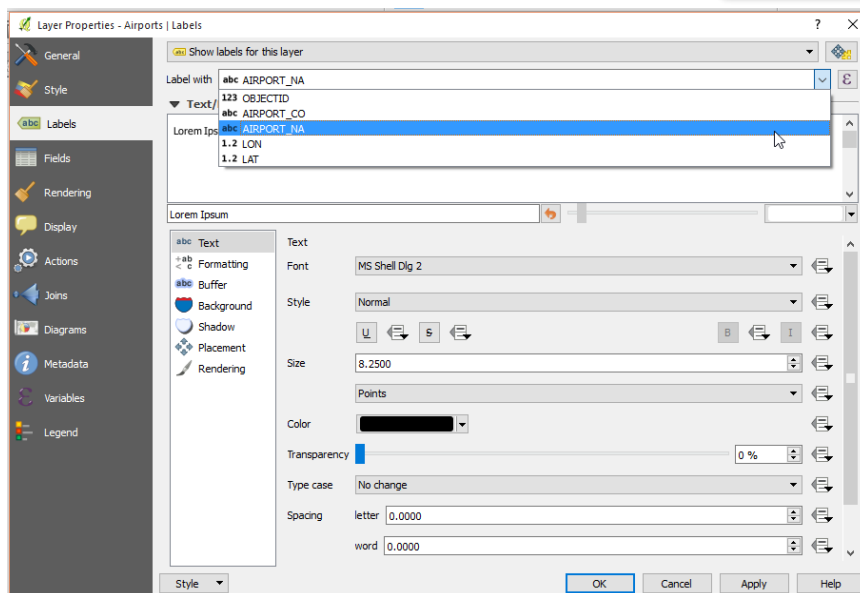 Layer Properties - Airports | Labels ? X
General
Style
abc Labels
Fields
Rendering
Display
Actions
Joins
Diagrams
Metadata
Variables
Legend
abc Show labels for this layer
Label with abc AIRPORT_NA ε
123 OBJECTID
abc AIRPORT_CO
abc AIRPORT_NA
1.2 LON
1.2 LAT
Text/
Lorem Ips
Lorem Ipsum
abc Text
+ab < c Formatting
abc Buffer
Background
Shadow
Placement
Rendering
Text
Font MS Shell Dlg 2
Style Normal
U S B I
Size 8.2500
Points
Color
Transparency 0 %
Type case No change
Spacing letter 0.0000
word 0.0000
Style OK Cancel Apply Help